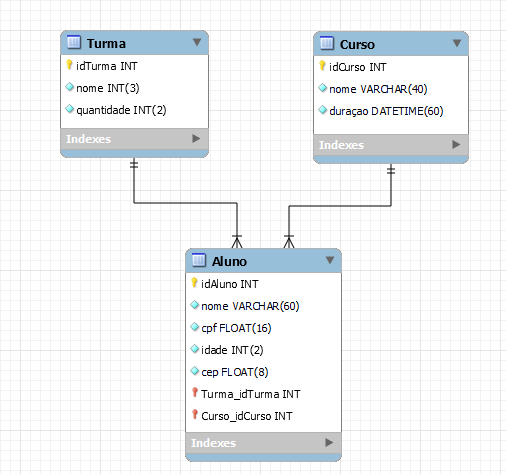 Turma
idTurma INT
nome INT(3)
quantidade INT(2)
Indexes
Curso
idCurso INT
nome VARCHAR(40)
duraçao DATETIME(60)
Indexes
Aluno
idAluno INT
nome VARCHAR(60)
cpf FLOAT(16)
idade INT(2)
cep FLOAT(8)
Turma_idTurma INT
Curso_idCurso INT
Indexes